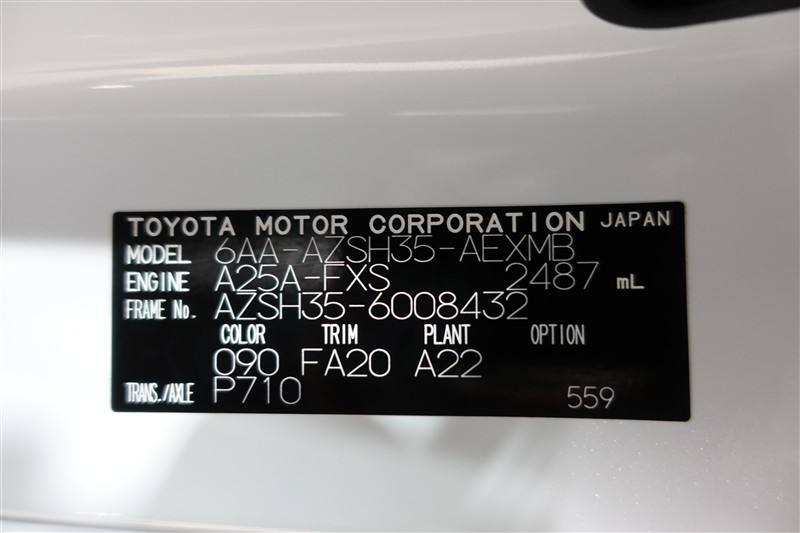 TOYOTA MOTOR CORPORATION JAPAN
MODEL 6AA-AZSH35-AEXMB
ENGINE A25A-FXS 2487 mL
FRAME No. AZSH35-6008432
COLOR TRIM PLANT OPTION
090 FA20 A22
TRANS./AXLE P710 559